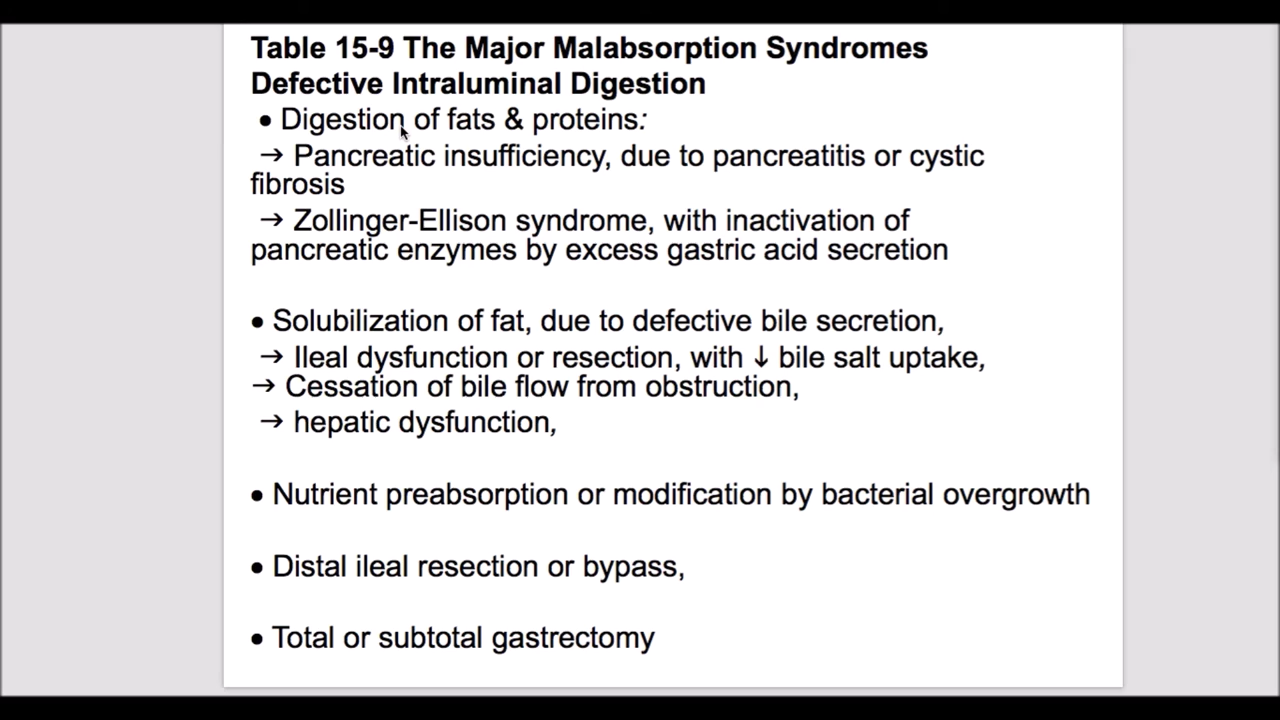 Table 15-9 The Major Malabsorption Syndromes
Defective Intraluminal Digestion
• Digestion of fats & proteins:
→ Pancreatic insufficiency, due to pancreatitis or cystic
fibrosis
→ Zollinger-Ellison syndrome, with inactivation of
pancreatic enzymes by excess gastric acid secretion
• Solubilization of fat, due to defective bile secretion,
→ Ileal dysfunction or resection, with ↓ bile salt uptake,
→ Cessation of bile flow from obstruction,
→ hepatic dysfunction,
• Nutrient preabsorption or modification by bacterial overgrowth
• Distal ileal resection or bypass,
• Total or subtotal gastrectomy